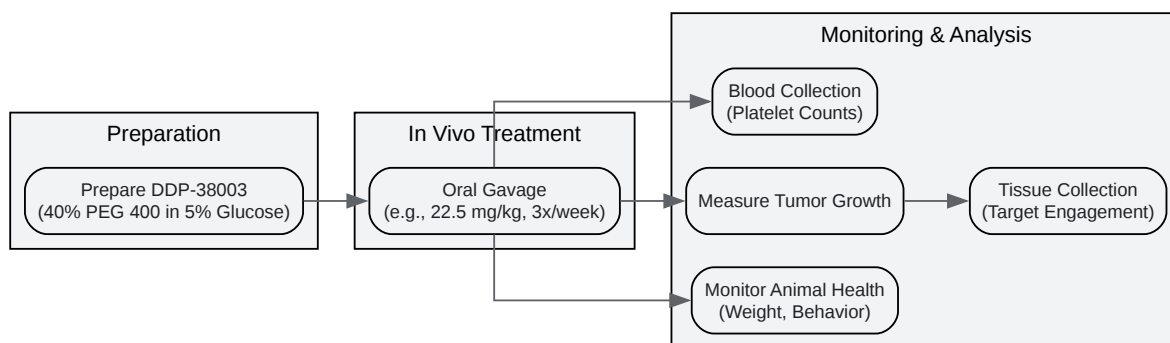 Preparation
Prepare DDP-38003
(40% PEG 400 in 5% Glucose)
In Vivo Treatment
Oral Gavage
(e.g., 22.5 mg/kg, 3x/week)
Monitoring & Analysis
Blood Collection
(Platelet Counts)
Measure Tumor Growth
Tissue Collection
(Target Engagement)
Monitor Animal Health
(Weight, Behavior)